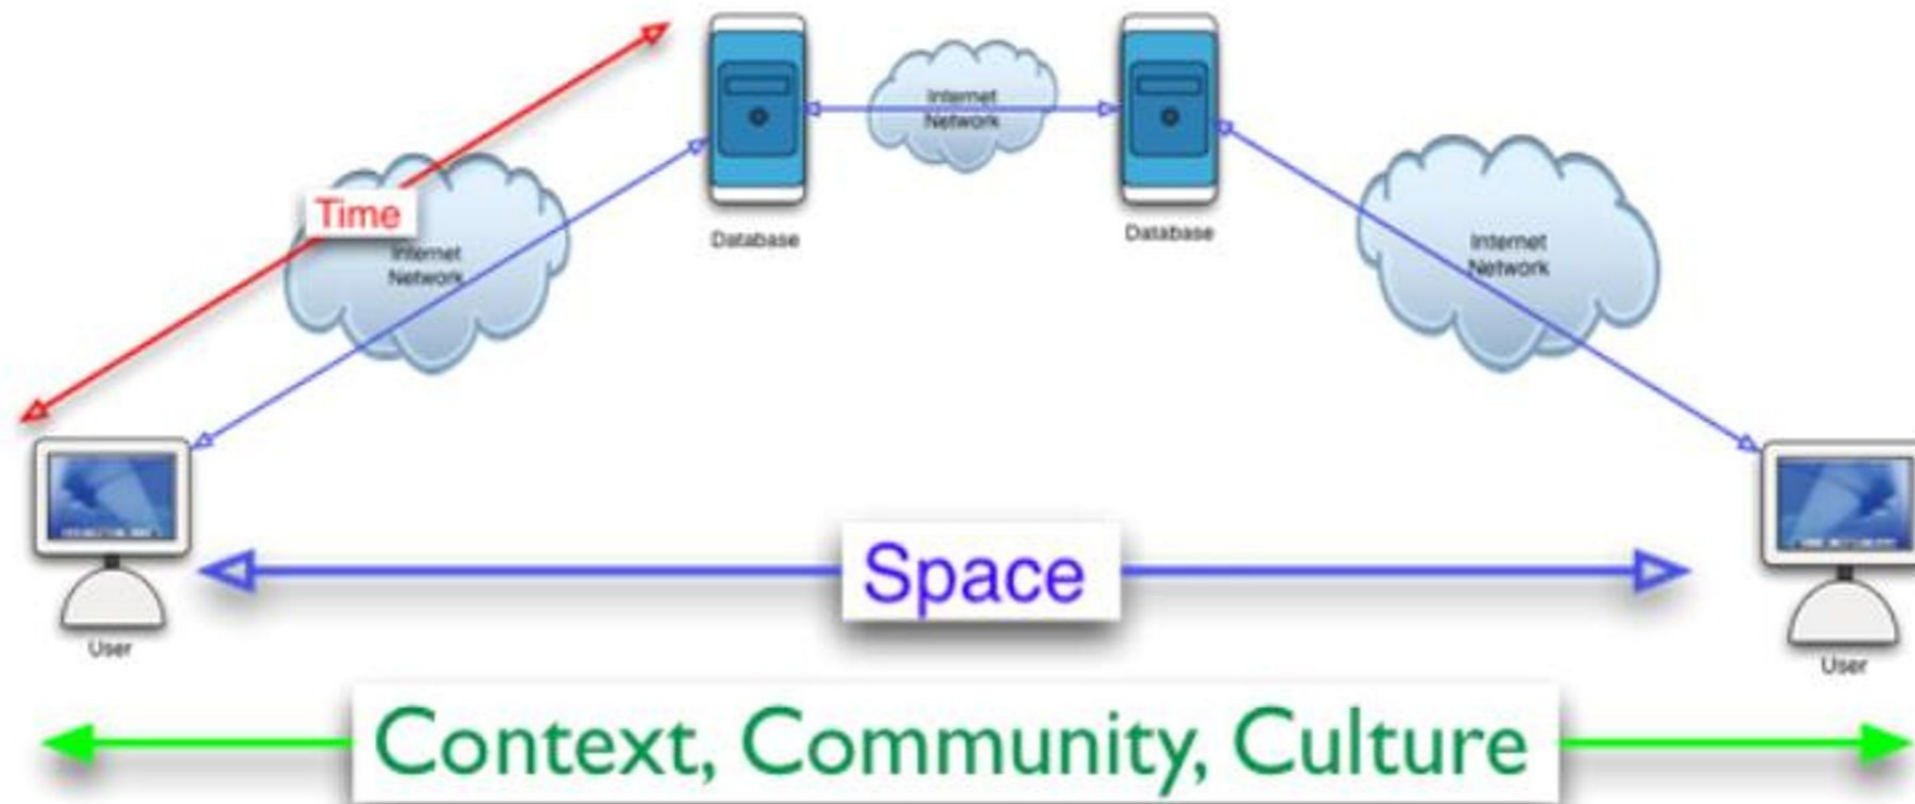 Internet
Network
Time
Internet
Network
Internet
Network
Database
Database
Space
User
User
Context, Community, Culture